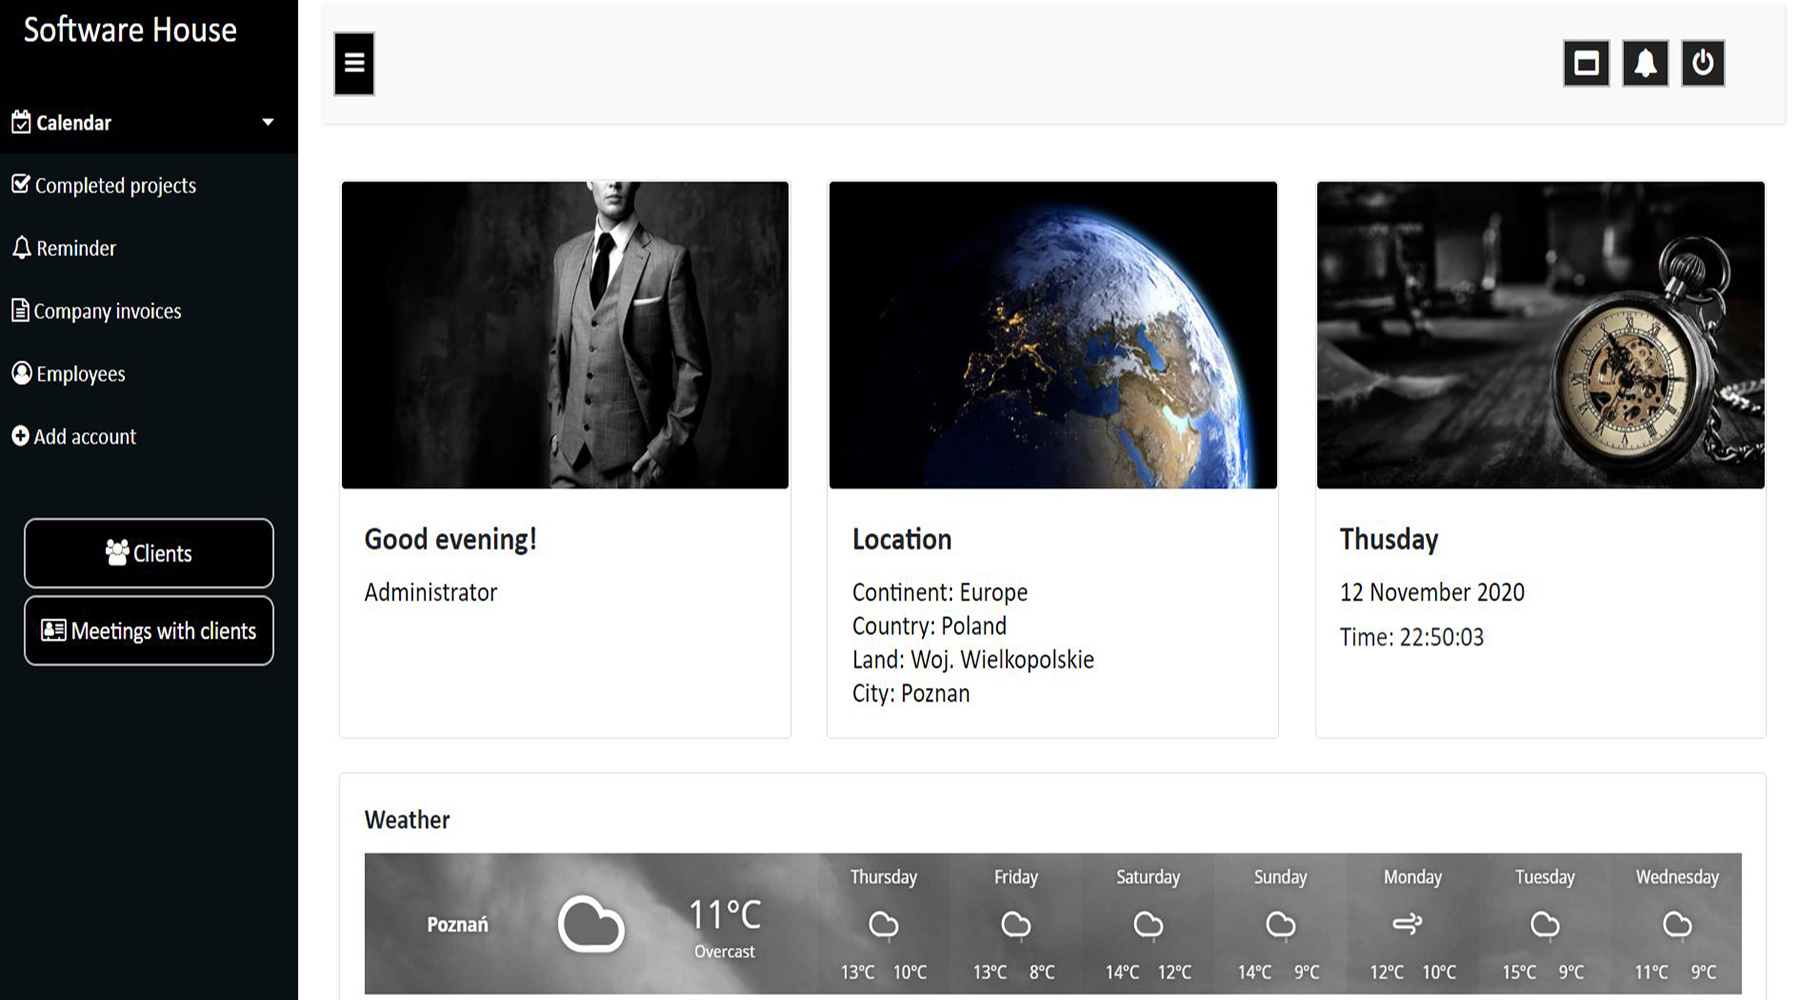 Software House
Calendar
Completed projects
Reminder
Company invoices
Employees
Add account
Clients
Meetings with clients
Good evening!
Administrator
Location
Continent: Europe
Country: Poland
Land: Woj. Wielkopolskie
City: Poznan
Thusday
12 November 2020
Time: 22:50:03
Weather
Poznań
11°C
Overcast
Thursday
13°C 10°C
Friday
13°C 8°C
Saturday
14°C 12°C
Sunday
14°C 9°C
Monday
12°C 10°C
Tuesday
15°C 9°C
Wednesday
11°C 9°C